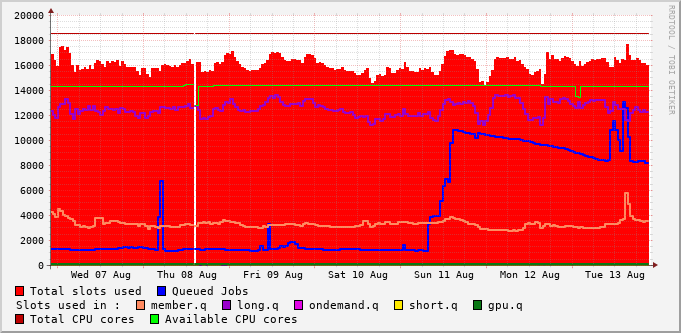 20000
18000
16000
14000
12000
10000
8000
6000
4000
2000
0
Wed 07 Aug Thu 08 Aug Fri 09 Aug Sat 10 Aug Sun 11 Aug Mon 12 Aug Tue 13 Aug
RRDTOOL / TOBI OETIKER
Total slots used Queued Jobs
Slots used in : member.q long.q ondemand.q short.q gpu.q
Total CPU cores Available CPU cores